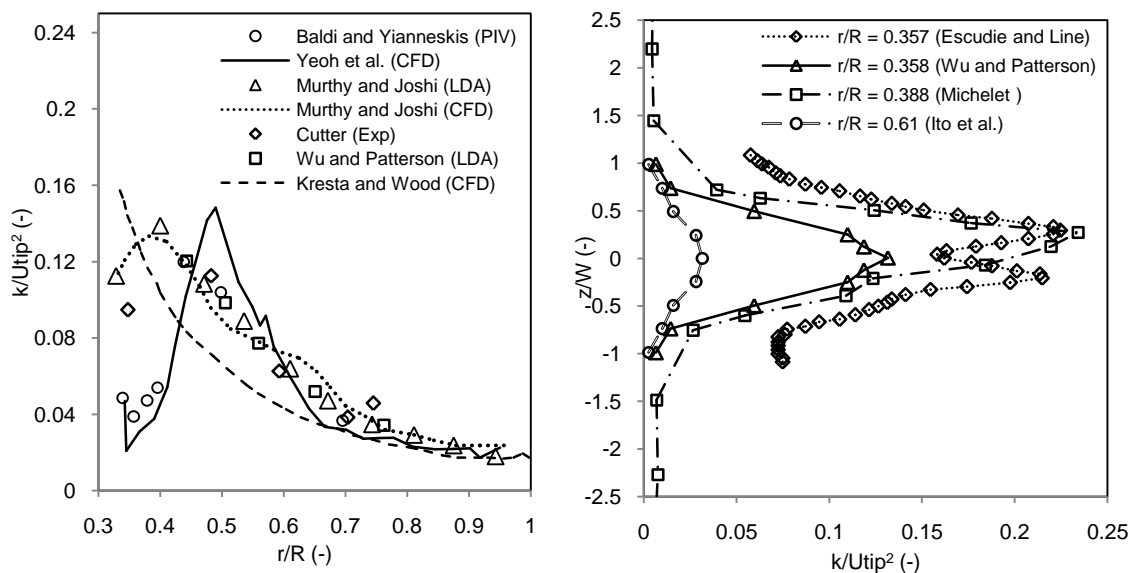 0.24
0.2
0.16
0.12
0.08
0.04
0
k/Utip²(-)
Baldi and Yianneskis (PIV)
Yeoh et al. (CFD)
Murthy and Joshi (LDA)
Murthy and Joshi (CFD)
Cutter (Exp)
Wu and Patterson (LDA)
Kresta and Wood (CFD)
0.3 0.4 0.5 0.6 0.7 0.8 0.9 1
r/R (-)
2.5
2
1.5
1
0.5
0
-0.5
-1
-1.5
-2
-2.5
z/W (-)
r/R = 0.357 (Escudie and Line)
r/R = 0.358 (Wu and Patterson)
r/R = 0.388 (Michelet )
r/R = 0.61 (Ito et al.)
0 0.05 0.1 0.15 0.2 0.25
k/Utip² (-)